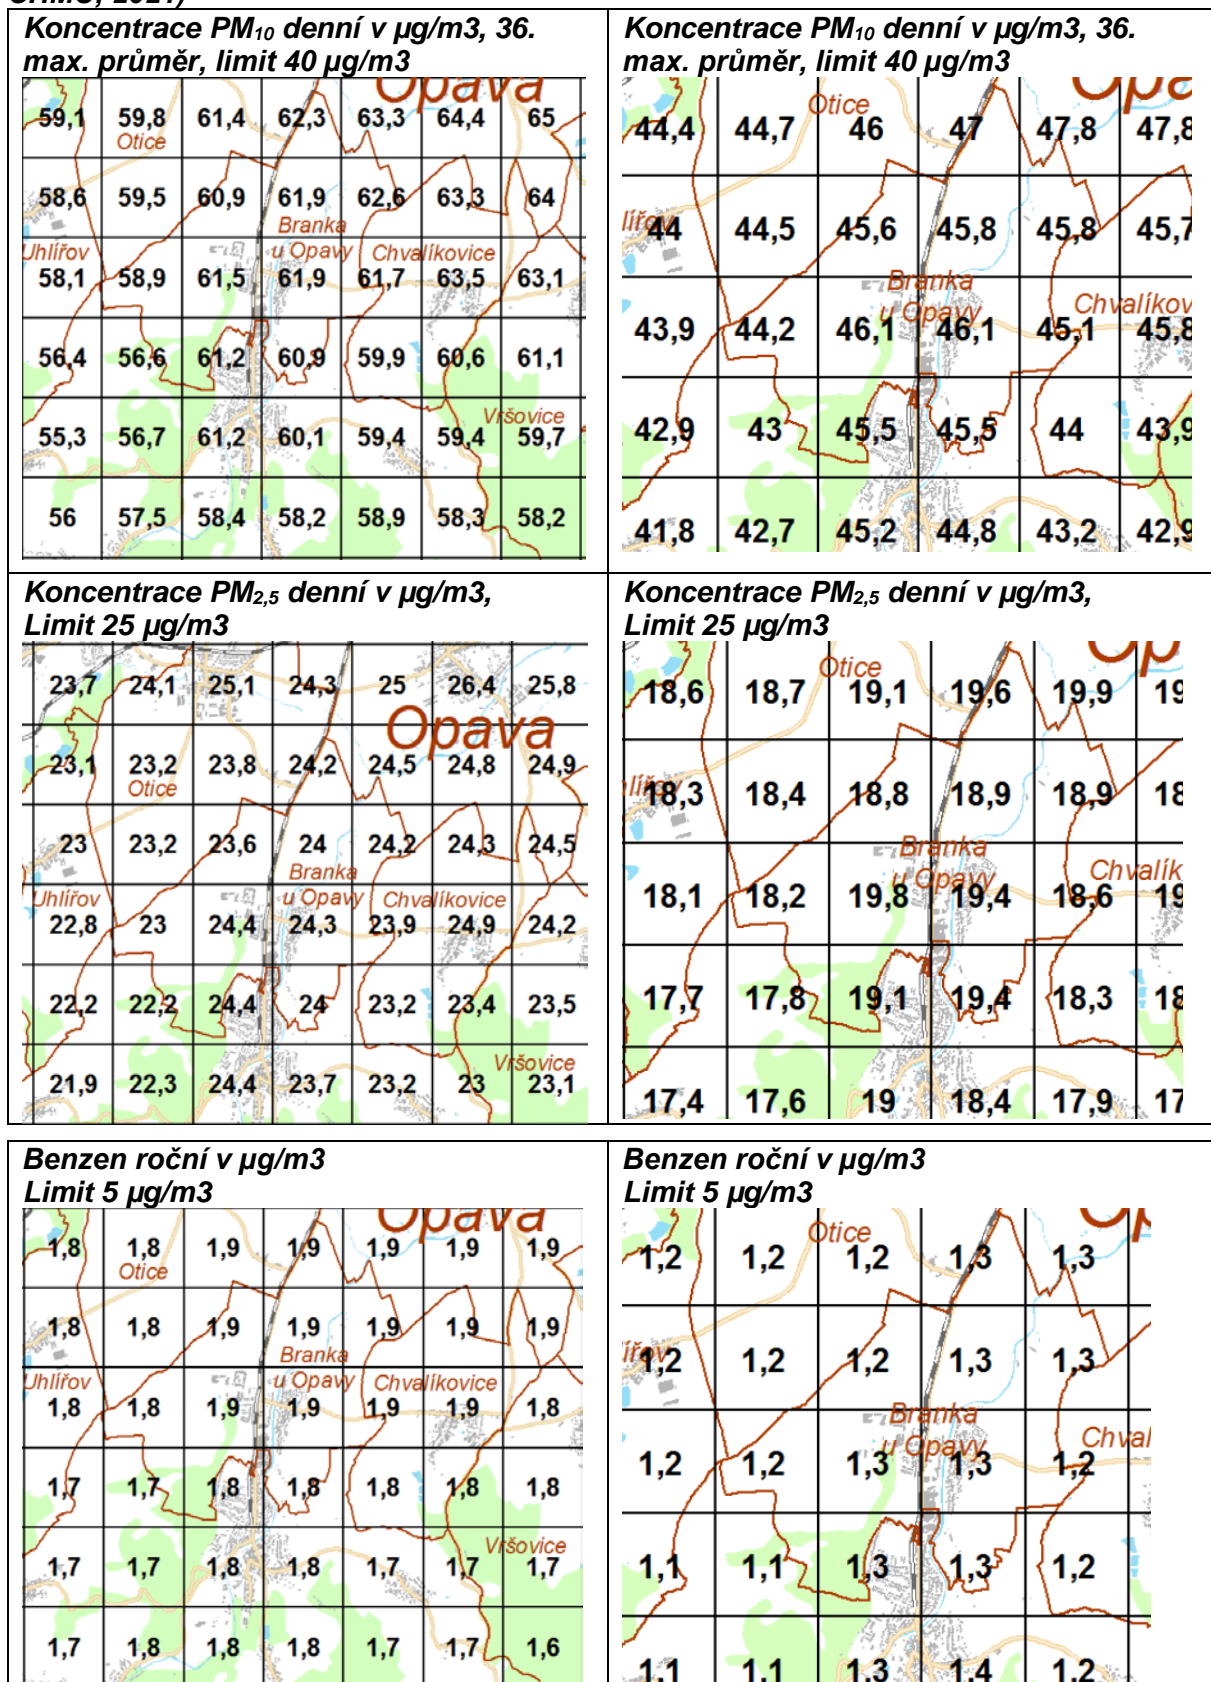 Koncentrace PM10 denní v µg/m3, 36.
max. průměr, limit 40 µg/m3
Opava
59,1 59,8 61,4 62,3 63,3 64,4 65
Otice
58,6 59,5 60,9 61,9 62,6 63,3 64
Branka
Uhlířov u Opavy Chvalíkovice
58,1 58,9 61,5 61,9 61,7 63,5 63,1
56,4 56,6 61,2 60,9 59,9 60,6 61,1
Vršovice
55,3 56,7 61,2 60,1 59,4 59,4 59,7
56 57,5 58,4 58,2 58,9 58,3 58,2
Koncentrace PM10 denní v µg/m3, 36.
max. průměr, limit 40 µg/m3
Opa
Otice
44,4 44,7 46 47 47,8 47,8
44 44,5 45,6 45,8 45,8 45,7
Branka
u Opavy Chvalíkov
43,9 44,2 46,1 46,1 45,1 45,8
42,9 43 45,5 45,5 44 43,9
41,8 42,7 45,2 44,8 43,2 42,9
Koncentrace PM2,5 denní v µg/m3,
Limit 25 µg/m3
23,7 24,1 25,1 24,3 25 26,4 25,8
Opava
23,1 23,2 23,8 24,2 24,5 24,8 24,9
Otice
23 23,2 23,6 24 24,2 24,3 24,5
Branka
Uhlířov u Opavy Chvalíkovice
22,8 23 24,4 24,3 23,9 24,9 24,2
22,2 22,2 24,4 24 23,2 23,4 23,5
Vršovice
21,9 22,3 24,4 23,7 23,2 23 23,1
Koncentrace PM2,5 denní v µg/m3,
Limit 25 µg/m3
Op
Otice
18,6 18,7 19,1 19,6 19,9 19
18,3 18,4 18,8 18,9 18,9 18
Branka
u Opavy Chvalík
18,1 18,2 19,8 19,4 18,6 19
17,7 17,8 19,1 19,4 18,3 18
17,4 17,6 19 18,4 17,9 17
Benzen roční v µg/m3
Limit 5 µg/m3
Opava
1,8 1,8 1,9 1,9 1,9 1,9 1,9
Otice
1,8 1,8 1,9 1,9 1,9 1,9 1,9
Branka
Uhlířov u Opavy Chvalíkovice
1,8 1,8 1,9 1,9 1,9 1,9 1,8
1,7 1,7 1,8 1,8 1,8 1,8 1,8
Vršovice
1,7 1,7 1,8 1,8 1,7 1,7 1,7
1,7 1,8 1,8 1,8 1,7 1,7 1,6
Benzen roční v µg/m3
Limit 5 µg/m3
Op
Otice
1,2 1,2 1,2 1,3 1,3
1,2 1,2 1,2 1,3 1,3
Branka
u Opavy Chval
1,2 1,2 1,3 1,3 1,2
1,1 1,1 1,3 1,3 1,2
1,1 1,1 1,3 1,4 1,2